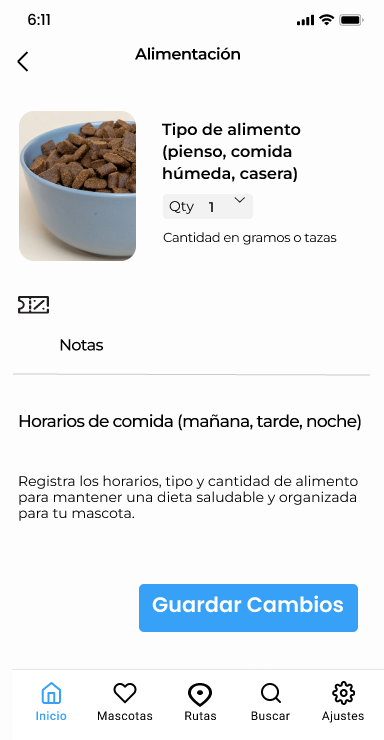 6:11
Alimentación
Tipo de alimento
(pienso, comida
húmeda, casera)
Qty 1
Cantidad en gramos o tazas
Notas
Horarios de comida (mañana, tarde, noche)
Registra los horarios, tipo y cantidad de alimento
para mantener una dieta saludable y organizada
para tu mascota.
Guardar Cambios
Inicio Mascotas Rutas Buscar Ajustes